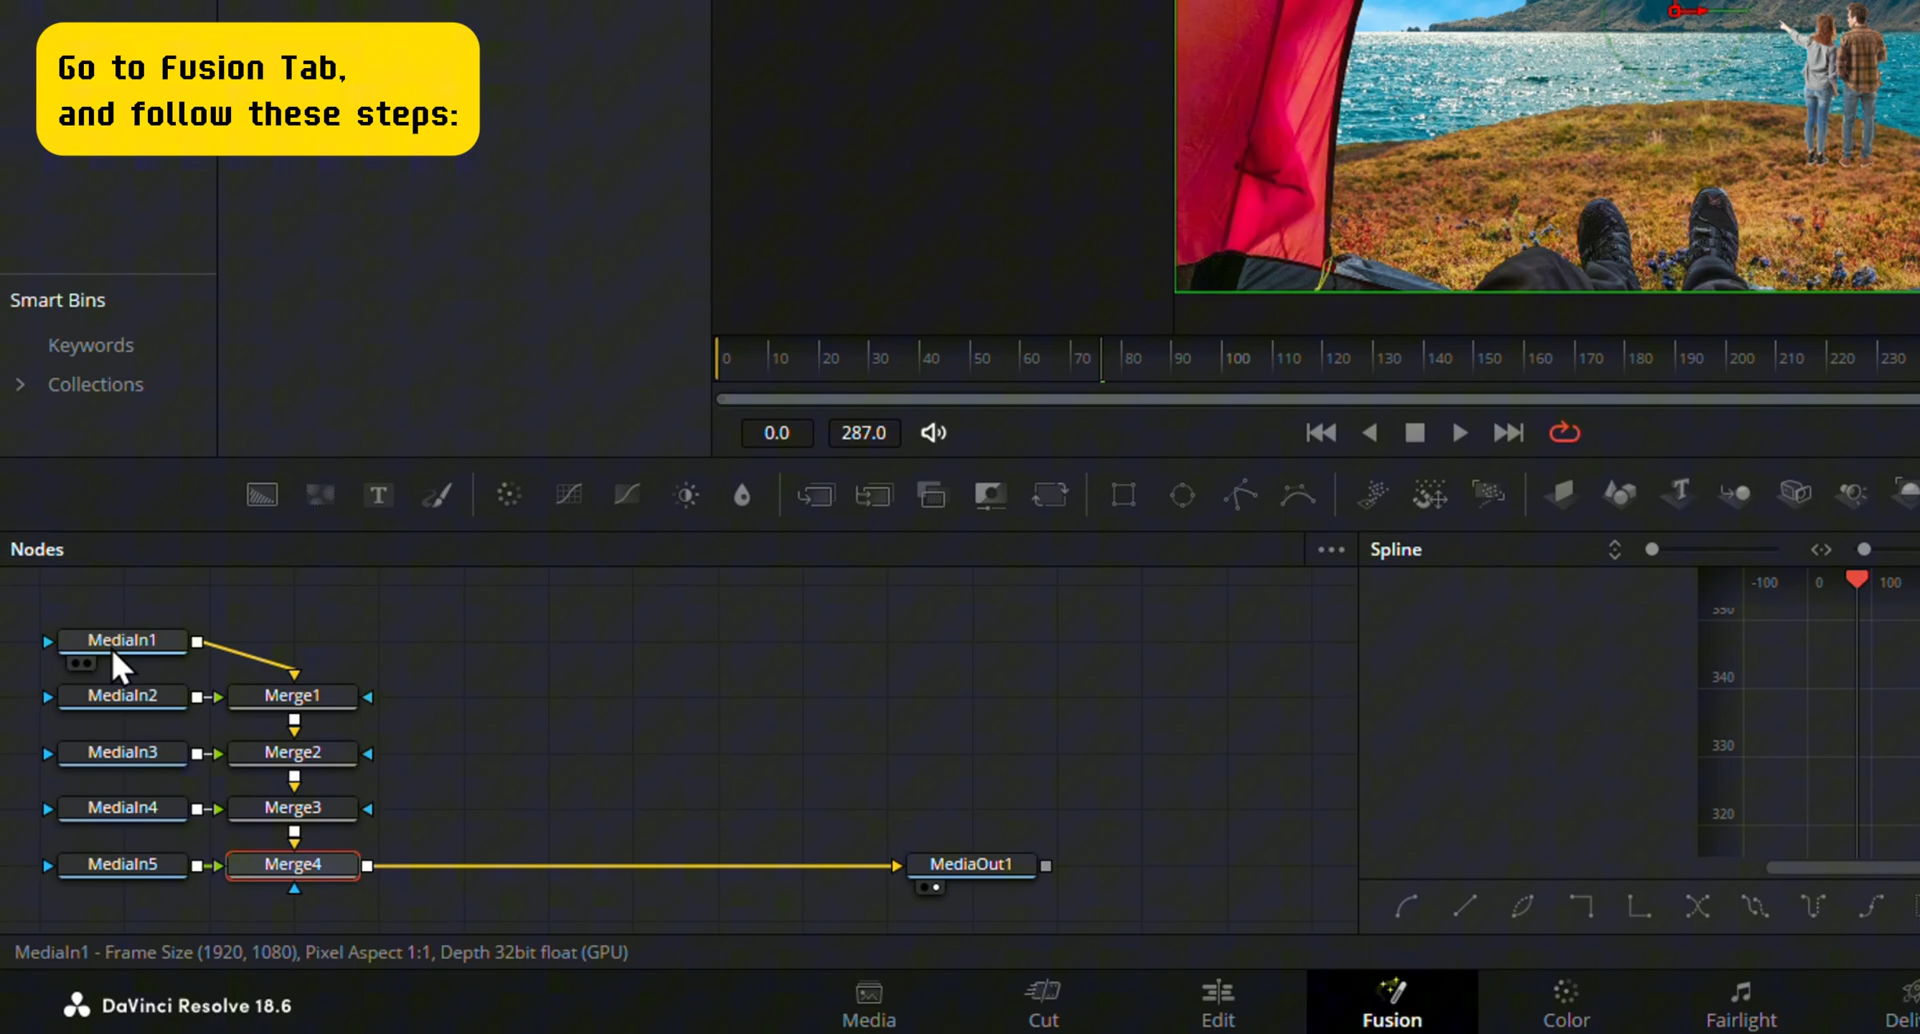 Go to Fusion Tab,
and follow these steps:
Smart Bins
Keywords
Collections
0 10 20 30 40 50 60 70 80 90 100 110 120 130 140 150 160 170 180 190 200 210 220 230
0.0 287.0
T
T
Nodes
Spline
-100 0 100
340
330
320
MediaIn1
MediaIn2 Merge1
MediaIn3 Merge2
MediaIn4 Merge3
MediaIn5 Merge4 MediaOut1
MediaIn1 - Frame Size (1920, 1080), Pixel Aspect 1:1, Depth 32bit float (GPU)
DaVinci Resolve 18.6
Media Cut Edit Fusion Color Fairlight Deli